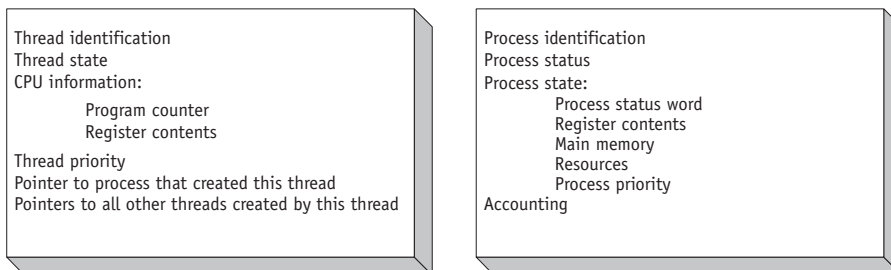 Thread identification
Thread state
CPU information:
Program counter
Register contents
Thread priority
Pointer to process that created this thread
Pointers to all other threads created by this thread
Process identification
Process status
Process state:
Process status word
Register contents
Main memory
Resources
Process priority
Accounting